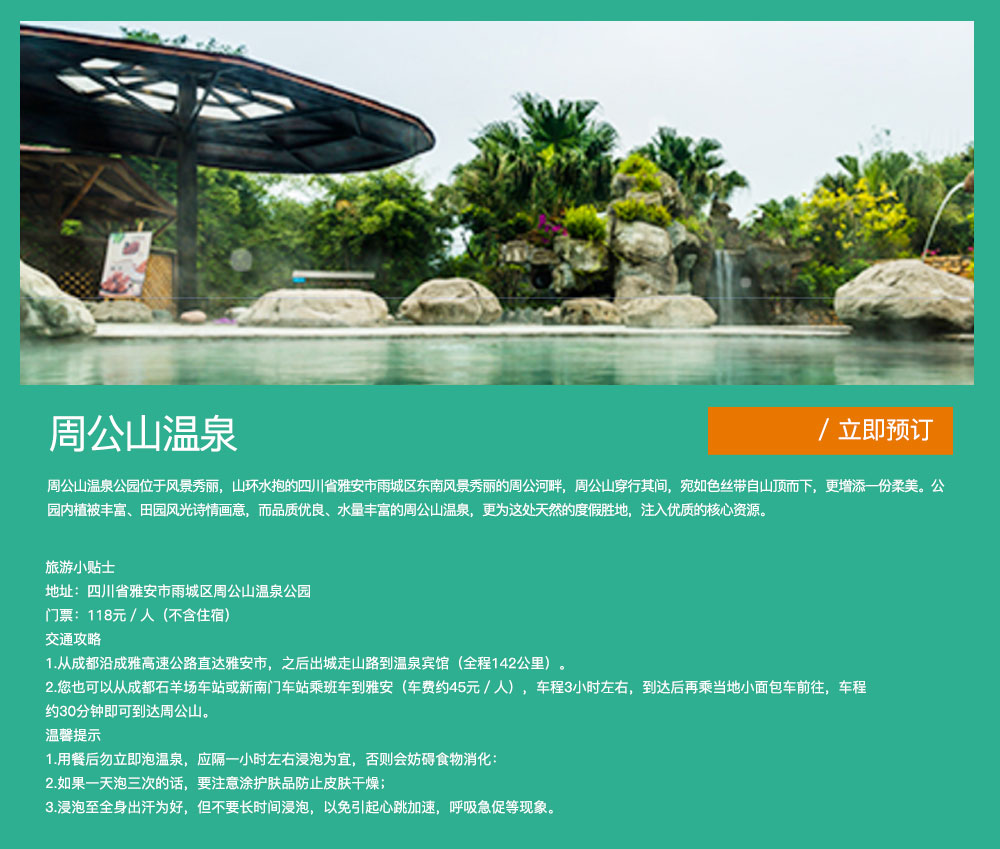 周公山温泉
/ 立即预订
周公山温泉公园位于风景秀丽，山环水抱的四川省雅安市雨城区东南风景秀丽的周公河畔，周公山穿行其间，宛如色丝带自山顶而下，更增添一份柔美。公
园内植被丰富、田园风光诗情画意，而品质优良、水量丰富的周公山温泉，更为这处天然的度假胜地，注入优质的核心资源。
旅游小贴士
地址：四川省雅安市雨城区周公山温泉公园
门票：118元 / 人（不含住宿）
交通攻略
1.从成都沿成雅高速公路直达雅安市，之后出城走山路到温泉宾馆（全程142公里）。
2.您也可以从成都石羊场车站或新南门车站乘班车到雅安（车费约45元 / 人），车程3小时左右，到达后再乘当地小面包车前往，车程
约30分钟即可到达周公山。
温馨提示
1.用餐后勿立即泡温泉，应隔一小时左右浸泡为宜，否则会妨碍食物消化：
2.如果一天泡三次的话，要注意涂护肤品防止皮肤干燥；
3.浸泡至全身出汗为好，但不要长时间浸泡，以免引起心跳加速，呼吸急促等现象。